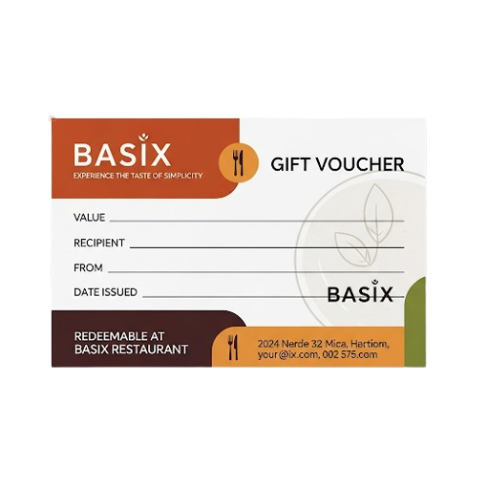 BASIX
EXPERIENCE THE TASTE OF SIMPLICITY
GIFT VOUCHER
VALUE
RECIPIENT
FROM
DATE ISSUED
BASIX
REDEEMABLE AT
BASIX RESTAURANT
2024 Nerde 32 Mica, Hartiom,
your@ix.com, 002 575.com